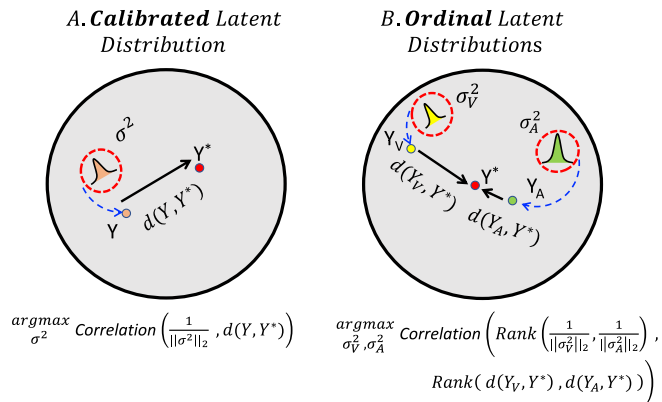 A. Calibrated Latent
Distribution
σ²
Y*
Y
d(Y, Y*)
argmax
σ²
Correlation (1/||σ²||₂ , d(Y, Y*))
B. Ordinal Latent
Distributions
σ²_V
σ²_A
Y_V
Y*
Y_A
d(Y_V, Y*)
d(Y_A, Y*)
argmax
σ²_V ,σ²_A
Correlation (Rank (1/||σ²_V||₂ , 1/||σ²_A||₂) ,
Rank( d(Y_V, Y*) , d(Y_A, Y*) ))